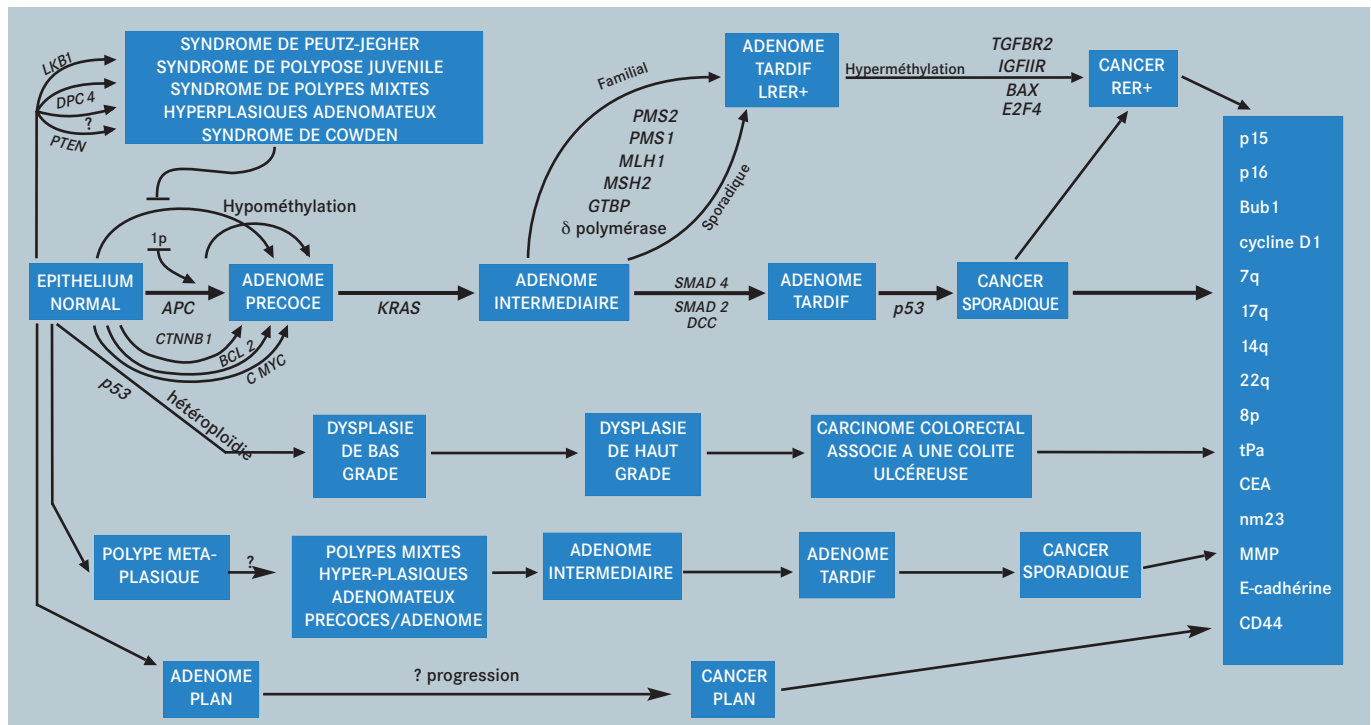 LKB1
DPC 4
?
PTEN
SYNDROME DE PEUTZ-JEGHER
SYNDROME DE POLYPOSE JUVENILE
SYNDROME DE POLYPES MIXTES
HYPERPLASIQUES ADENOMATEUX
SYNDROME DE COWDEN
Familial
ADENOME
TARDIF
LRER+
Hyperméthylation
TGFBR2
IGFIIR
BAX
E2F4
CANCER
RER+
PMS2
PMS1
MLH1
MSH2
GTBP
δ polymérase
Sporadique
Hypométhylation
1p
EPITHELIUM
NORMAL
APC
ADENOME
PRECOCE
KRAS
ADENOME
INTERMEDIAIRE
SMAD 4
SMAD 2
DCC
ADENOME
TARDIF
p53
CANCER
SPORADIQUE
CTNNB1
BCL 2
C MYC
p53
hétéroploïdie
DYSPLASIE
DE BAS
GRADE
DYSPLASIE
DE HAUT
GRADE
CARCINOME COLORECTAL
ASSOCIE A UNE COLITE
ULCÉREUSE
POLYPE META-
PLASIQUE
?
POLYPES MIXTES
HYPER-PLASIQUES
ADENOMATEUX
PRECOCES/ADENOME
ADENOME
INTERMEDIAIRE
ADENOME
TARDIF
CANCER
SPORADIQUE
ADENOME
PLAN
? progression
CANCER
PLAN
p15
p16
Bub1
cycline D1
7q
17q
14q
22q
8p
tPa
CEA
nm23
MMP
E-cadhérine
CD44